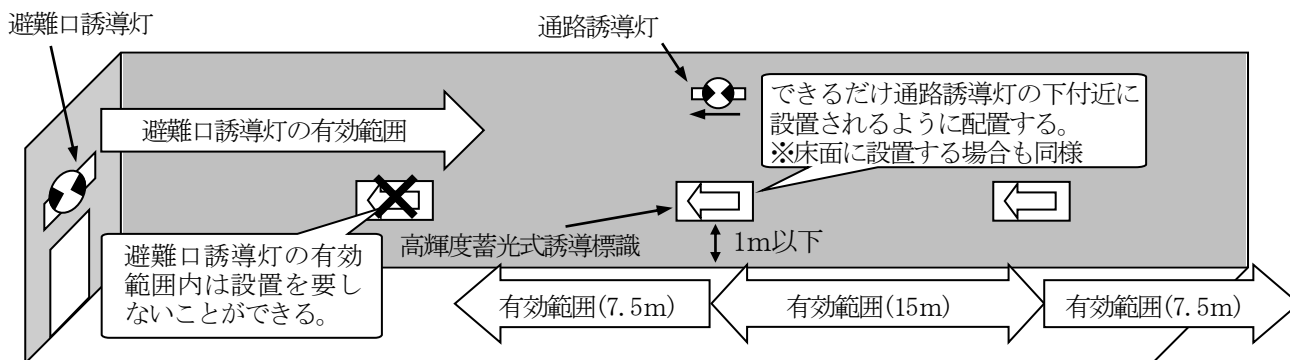 避難口誘導灯
通路誘導灯
避難口誘導灯の有効範囲
できるだけ通路誘導灯の下付近に
設置されるように配置する。
※床面に設置する場合も同様
高輝度蓄光式誘導標識
1m以下
避難口誘導灯の有効
範囲内は設置を要し
ないことができる。
有効範囲(7.5m)
有効範囲(15m)
有効範囲(7.5m)